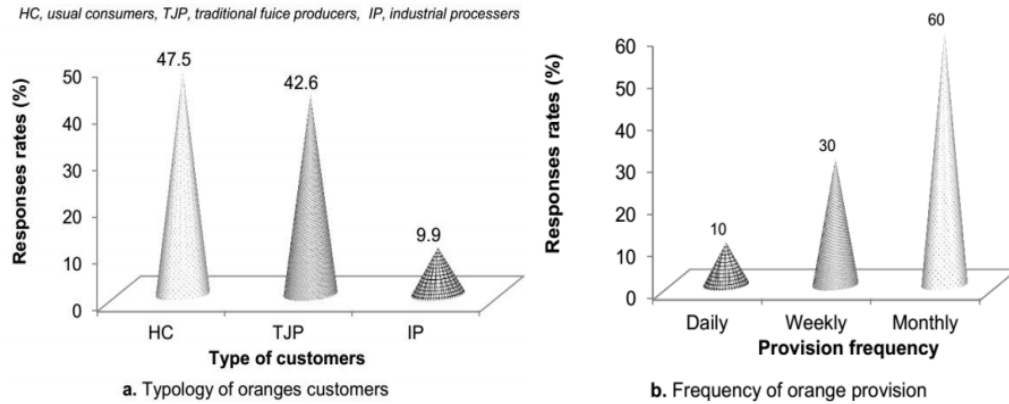 HC, usual consumers, TJP, traditional fuice producers, IP, industrial processers
Responses rates (%)
50
40
30
20
10
0
47.5
42.6
9.9
HC TJP IP
Type of customers
a. Typology of oranges customers
Responses rates (%)
60
50
40
30
20
10
0
10
30
60
Daily Weekly Monthly
Provision frequency
b. Frequency of orange provision